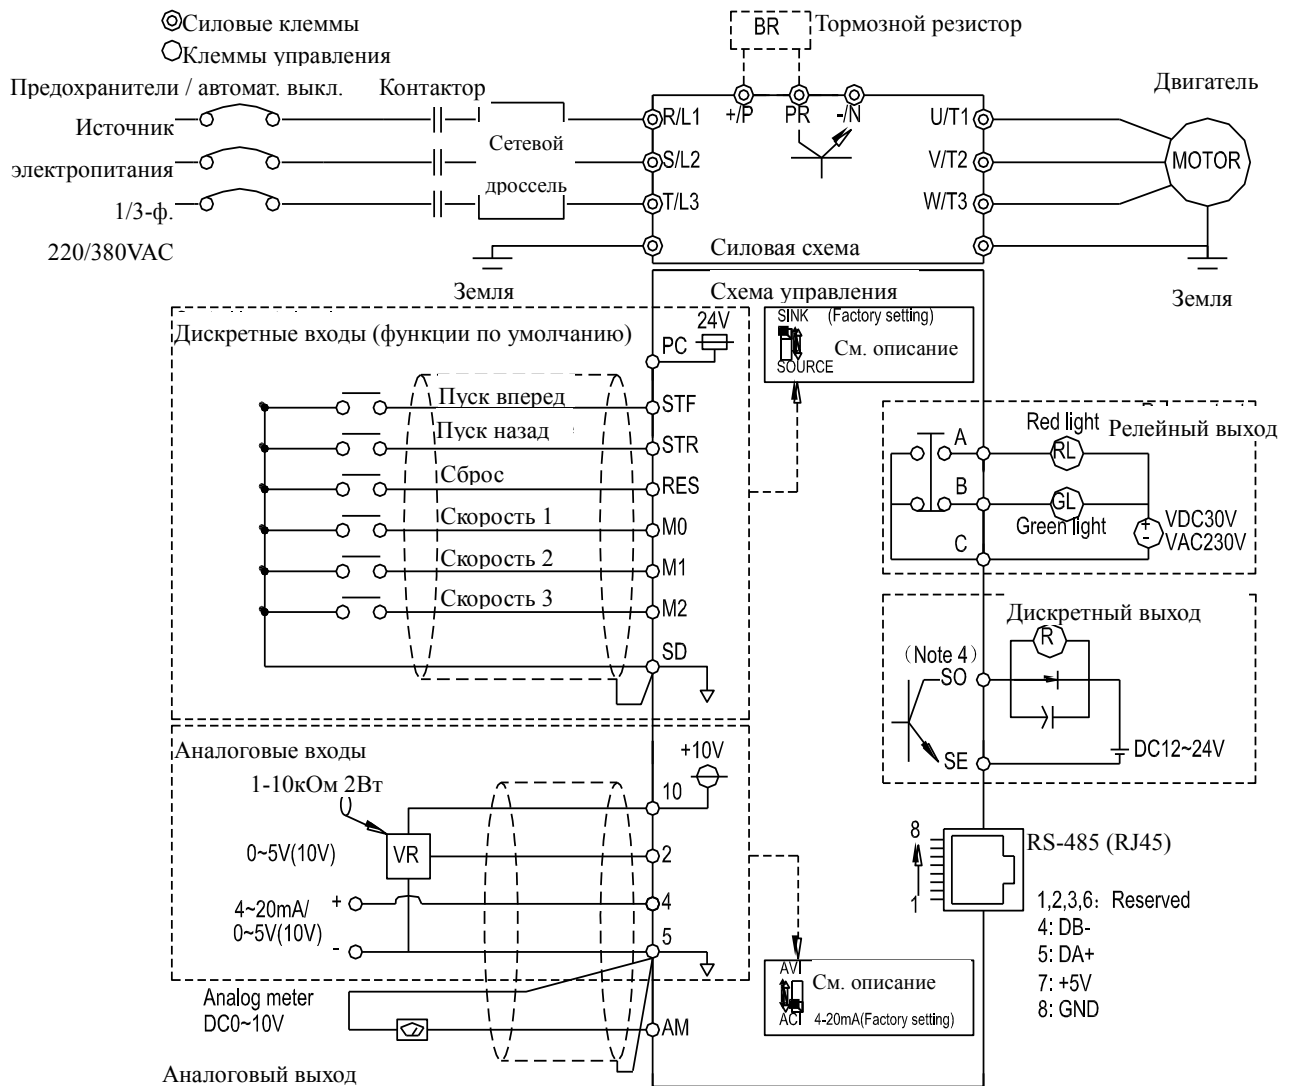 Силовые клеммы
Клеммы управления
BR
Тормозной резистор
Предохранители / автомат. выкл.
Контактор
Двигатель
Источник
электропитания
1/3-ф.
220/380VAC
Сетевой
дроссель
R/L1
S/L2
T/L3
+/P
PR
-/N
U/T1
V/T2
W/T3
MOTOR
Силовая схема
Земля
Земля
Схема управления
Дискретные входы (функции по умолчанию)
24V
PC
SINK (Factory setting)
См. описание
SOURCE
Пуск вперед
STF
Пуск назад
STR
Сброс
RES
Скорость 1
M0
Скорость 2
M1
Скорость 3
M2
SD
Red light
Релейный выход
A
RL
B
GL
Green light
C
+
-
VDC30V
VAC230V
Дискретный выход
R
(Note 4)
SO
SE
DC12~24V
Аналоговые входы
+10V
1-10кОм 2Вт
10
VR
0~5V(10V)
2
4~20mA/
0~5V(10V)
+
-
4
5
8
1
RS-485 (RJ45)
1,2,3,6: Reserved
4: DB-
5: DA+
7: +5V
8: GND
AVI
См. описание
ACI
4-20mA(Factory setting)
Analog meter
DC0~10V
AM
Аналоговый выход